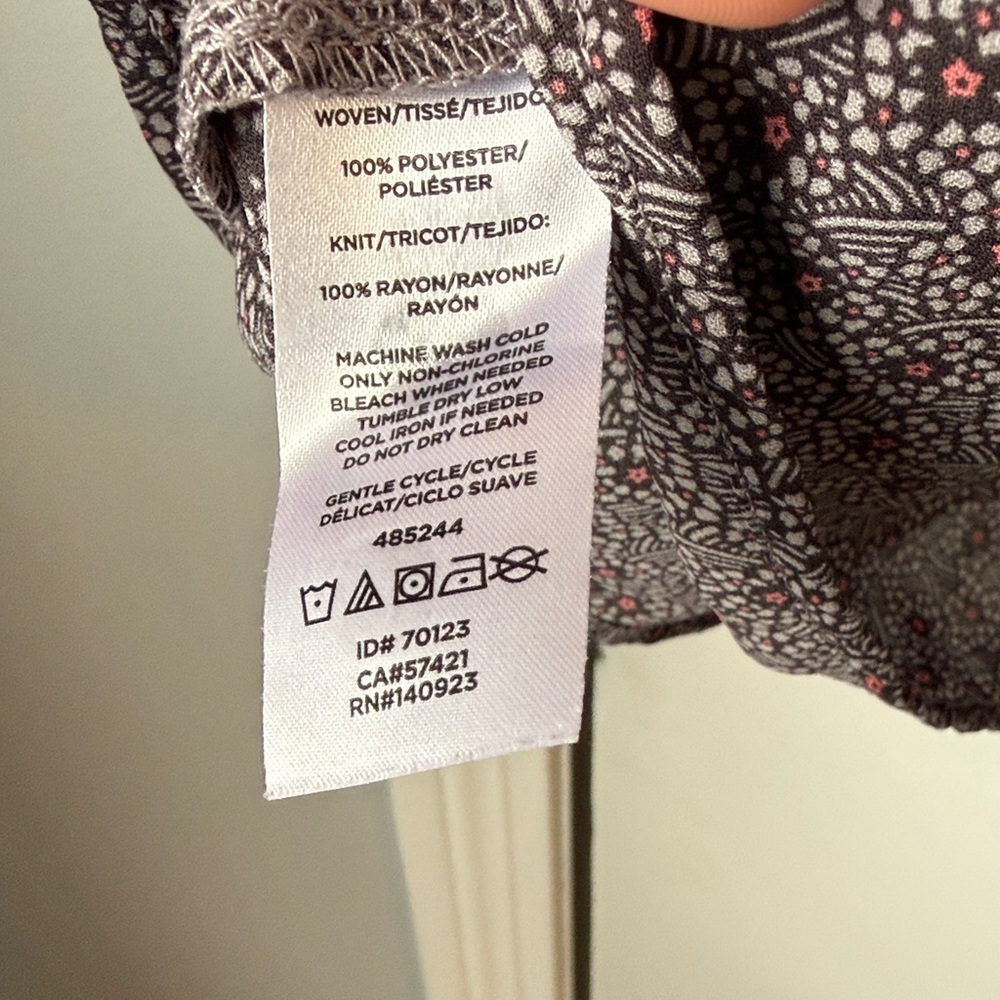 WOVEN/TISSÉ/TEJIDO
100% POLYESTER/
POLIÉSTER
KNIT/TRICOT/TEJIDO:
100% RAYON/RAYONNE/
RAYÓN
MACHINE WASH COLD
ONLY NON-CHLORINE
BLEACH WHEN NEEDED
TUMBLE DRY LOW
COOL IRON IF NEEDED
DO NOT DRY CLEAN
GENTLE CYCLE/CYCLE
DÉLICAT/CICLO SUAVE
485244
ID# 70123
CA#57421
RN#140923